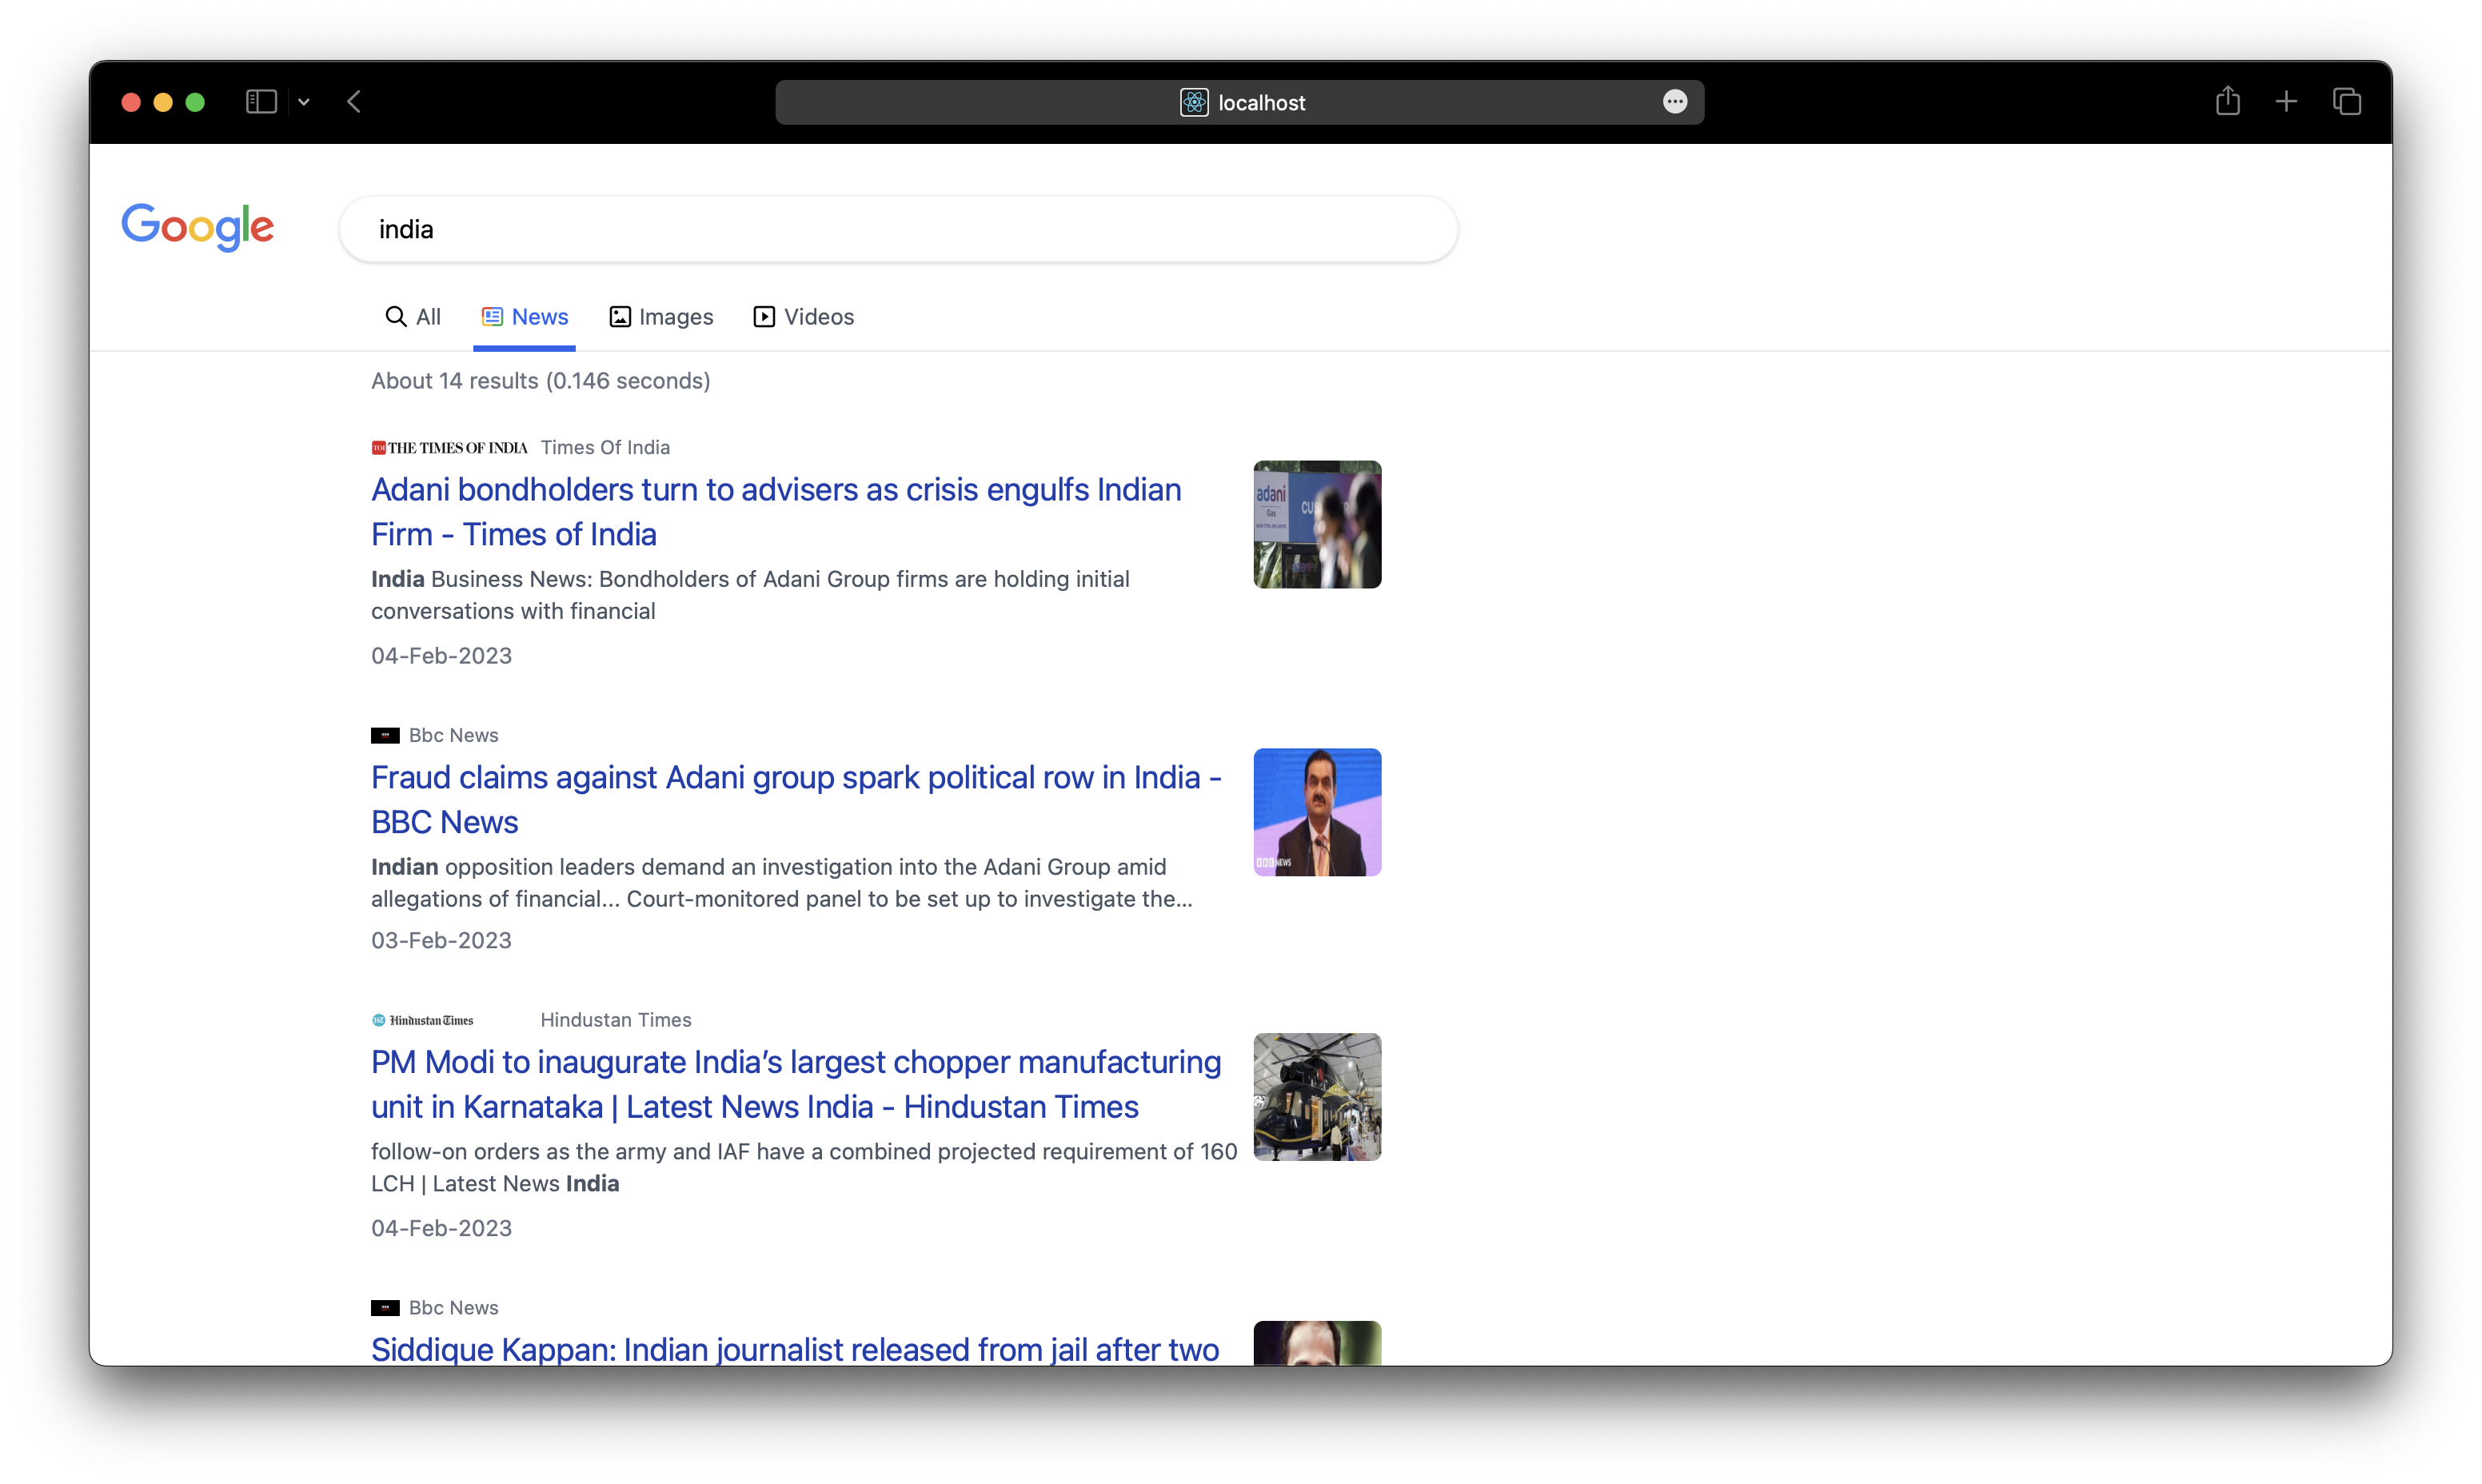 localhost
Google
india
All
News
Images
Videos
About 14 results (0.146 seconds)
TOI THE TIMES OF INDIA Times Of India
Adani bondholders turn to advisers as crisis engulfs Indian
Firm - Times of India
India Business News: Bondholders of Adani Group firms are holding initial
conversations with financial
04-Feb-2023
adani
Gas
Bbc News
Fraud claims against Adani group spark political row in India -
BBC News
Indian opposition leaders demand an investigation into the Adani Group amid
allegations of financial... Court-monitored panel to be set up to investigate the...
03-Feb-2023
BBC NEWS
HT Hindustan Times Hindustan Times
PM Modi to inaugurate India’s largest chopper manufacturing
unit in Karnataka | Latest News India - Hindustan Times
follow-on orders as the army and IAF have a combined projected requirement of 160
LCH | Latest News India
04-Feb-2023
Bbc News
Siddique Kappan: Indian journalist released from jail after two